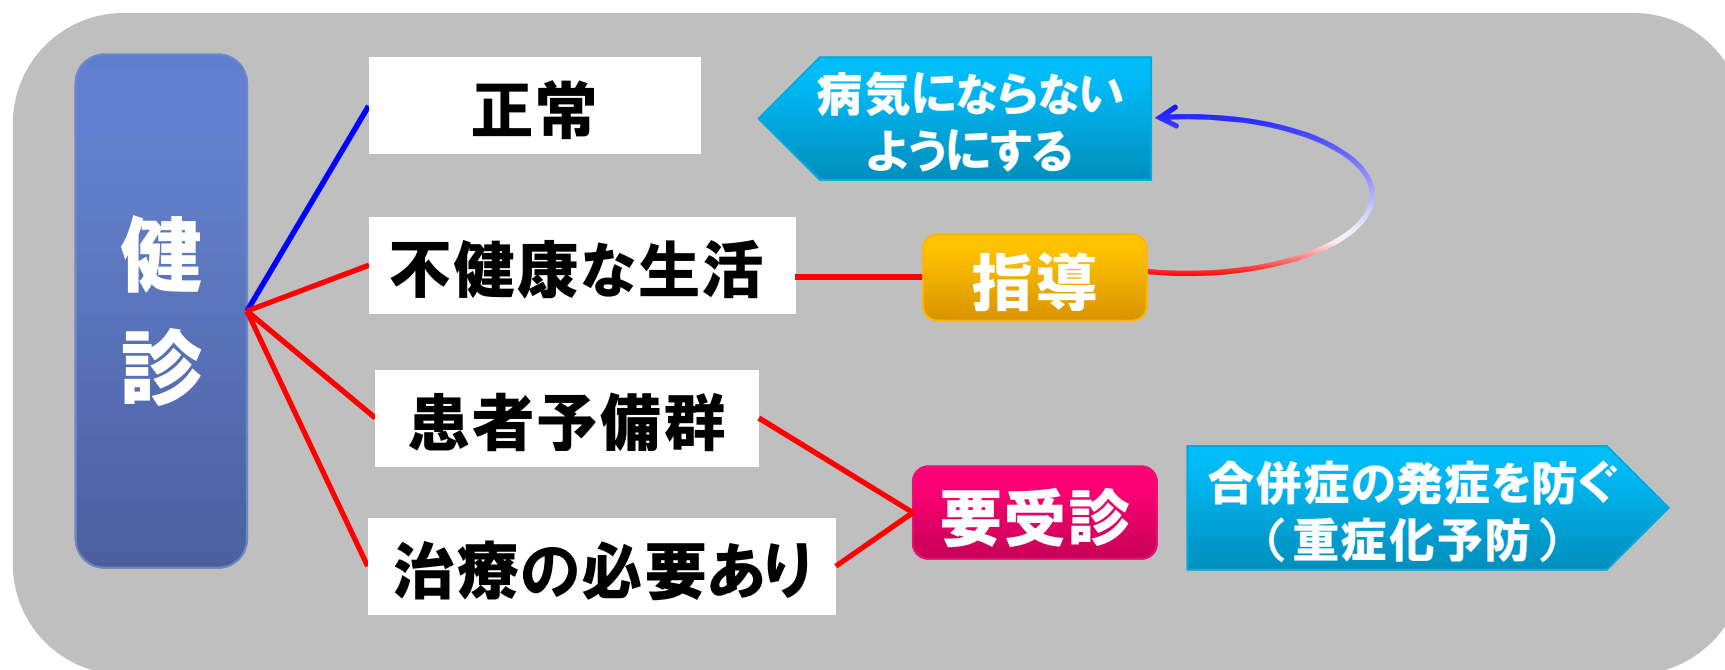 健診
正常
病気にならない
ようにする
不健康な生活
指導
患者予備群
要受診
合併症の発症を防ぐ
（重症化予防）
治療の必要あり